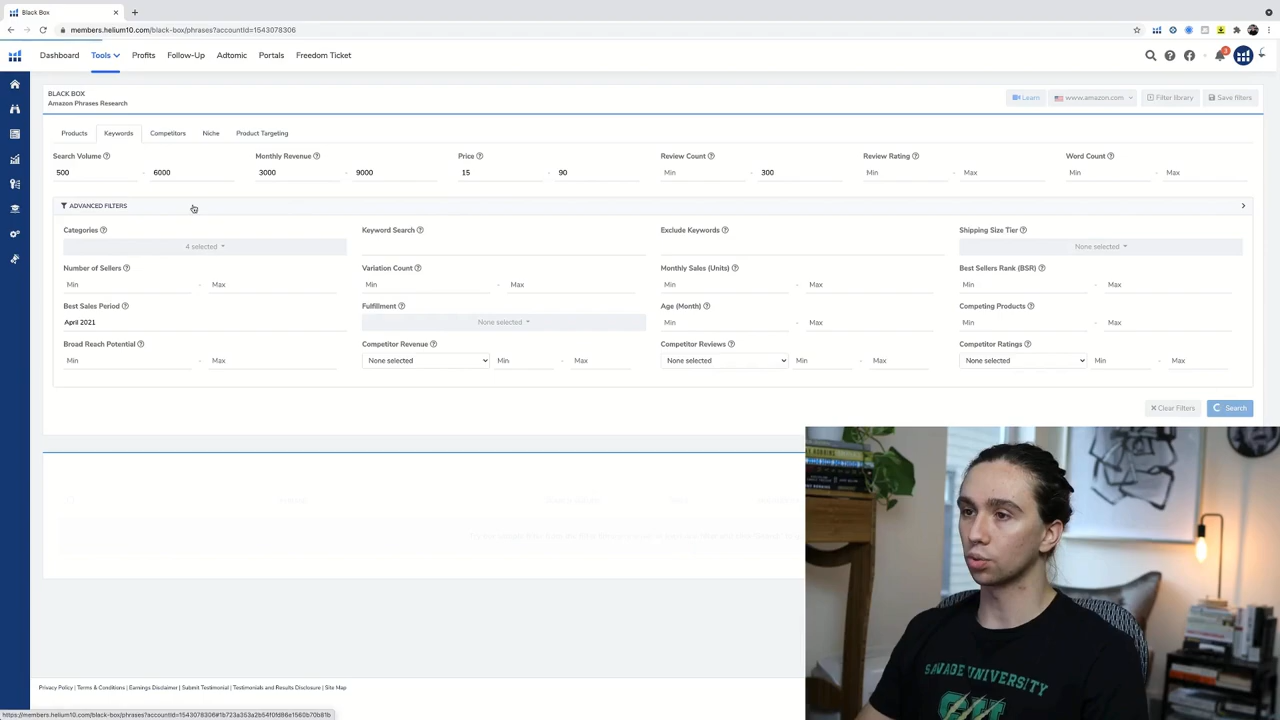 Black Box
members.helium10.com/black-box/phrases?accountId=1543078306
Dashboard Tools Profits Follow-Up Adtomic Portals Freedom Ticket
3
BLACK BOX
Amazon Phrases Research
Learn www.amazon.com Filter library Save filters
Products Keywords Competitors Niche Product Targeting
Search Volume Monthly Revenue Price Review Count Review Rating Word Count
500 - 6000 3000 - 9000 15 - 90 Min - 300 Min - Max Min - Max
ADVANCED FILTERS
Categories Keyword Search Exclude Keywords Shipping Size Tier
4 selected None selected
Number of Sellers Variation Count Monthly Sales (Units) Best Sellers Rank (BSR)
Min - Max Min - Max Min - Max Min - Max
Best Sales Period Fulfillment Age (Month) Competing Products
April 2021 None selected Min - Max Min - Max
Broad Reach Potential Competitor Revenue Competitor Reviews Competitor Ratings
Min - Max None selected Min - Max None selected Min - Max None selected Min - Max
Clear Filters Search
SAVAGE UNIVERSITY
Privacy Policy | Terms & Conditions | Earnings Disclaimer | Submit Testimonial | Testimonials and Results Disclosure | Site Map